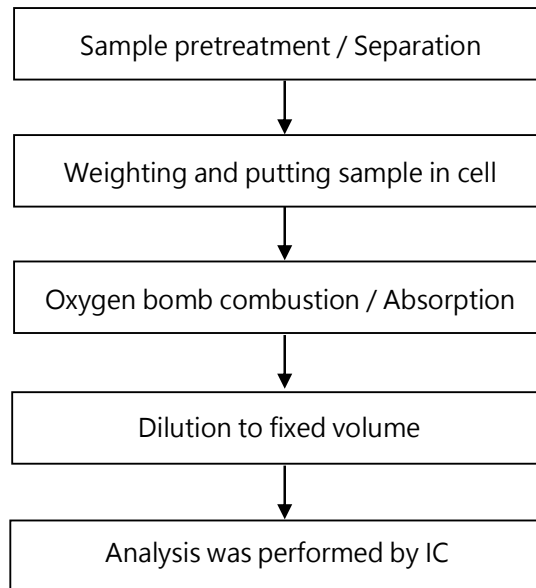 Sample pretreatment / Separation
Weighting and putting sample in cell
Oxygen bomb combustion / Absorption
Dilution to fixed volume
Analysis was performed by IC